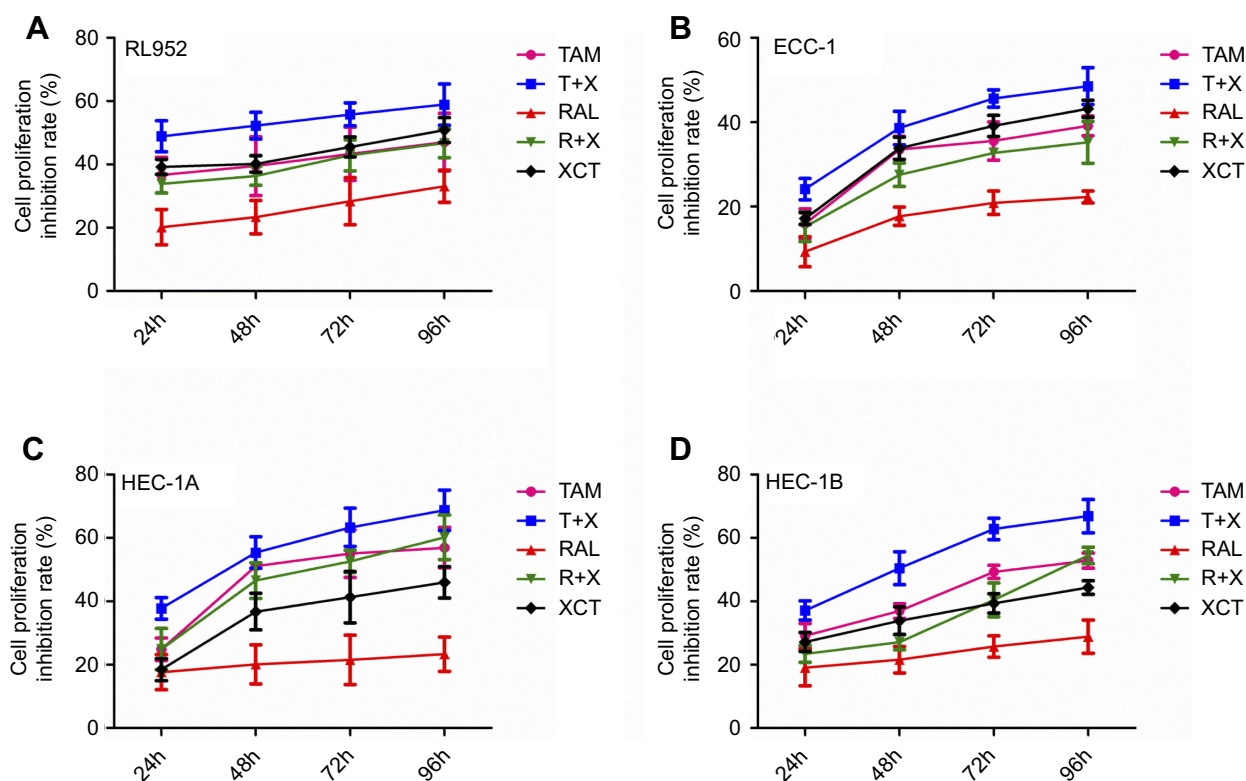 A
RL952
Cell proliferation
inhibition rate (%)
80
60
40
20
0
24h
48h
72h
96h
TAM
T+X
RAL
R+X
XCT
B
ECC-1
Cell proliferation
inhibition rate (%)
60
40
20
0
24h
48h
72h
96h
TAM
T+X
RAL
R+X
XCT
C
HEC-1A
Cell proliferation
inhibition rate (%)
80
60
40
20
0
24h
48h
72h
96h
TAM
T+X
RAL
R+X
XCT
D
HEC-1B
Cell proliferation
inhibition rate (%)
80
60
40
20
0
24h
48h
72h
96h
TAM
T+X
RAL
R+X
XCT